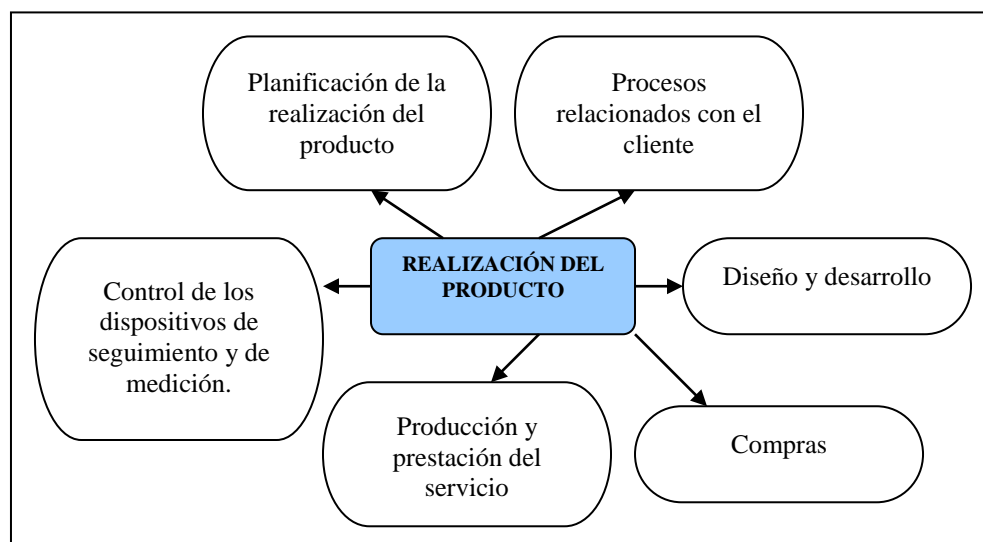 Planificación de la
realización del
producto
Procesos
relacionados con el
cliente
REALIZACIÓN DEL
PRODUCTO
Diseño y desarrollo
Control de los
dispositivos de
seguimiento y de
medición.
Producción y
prestación del
servicio
Compras